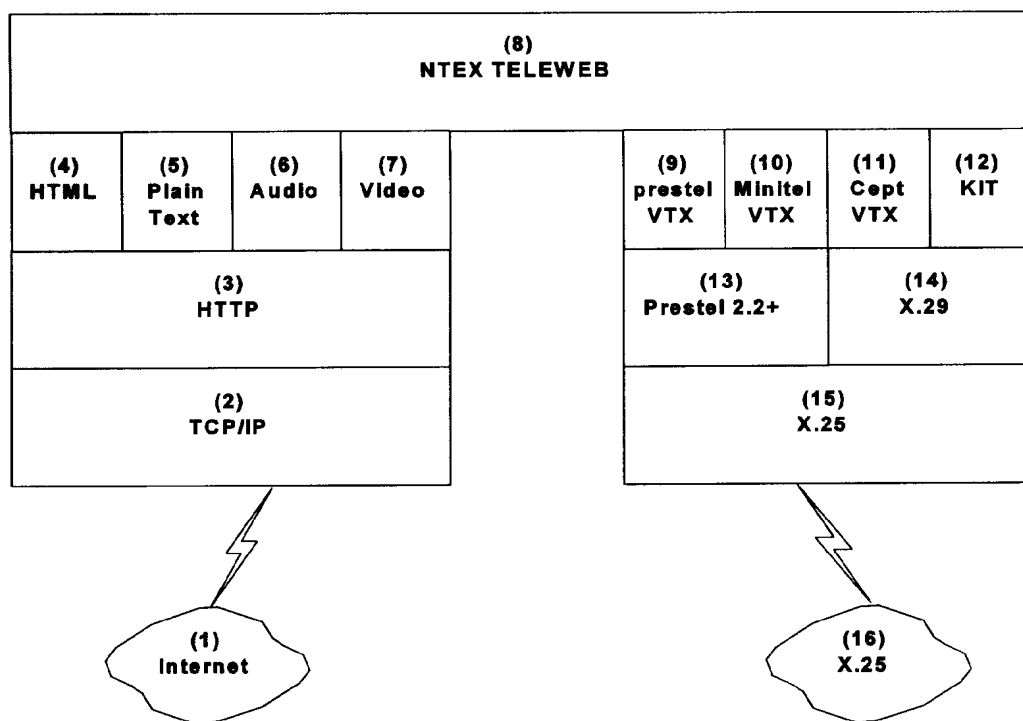 (8)
NTEX TELEWEB
(4)
HTML
(5)
Plain
Text
(6)
Audio
(7)
Video
(9)
prestel
VTX
(10)
Minitel
VTX
(11)
Cept
VTX
(12)
KIT
(3)
HTTP
(13)
Prestel 2.2+
(14)
X.29
(2)
TCP/IP
(15)
X.25
(1)
Internet
(16)
X.25